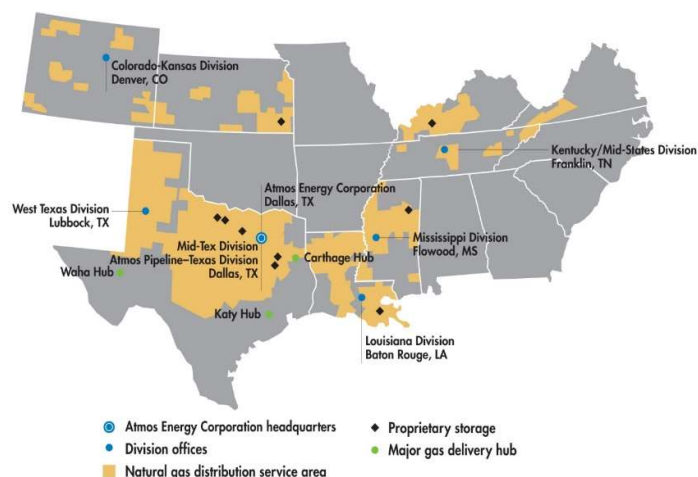 Colorado-Kansas Division
Denver, CO
Kentucky/Mid-States Division
Franklin, TN
Atmos Energy Corporation
Dallas, TX
West Texas Division
Lubbock, TX
Mid-Tex Division
Atmos Pipeline–Texas Division
Dallas, TX
Mississippi Division
Flowood, MS
Waha Hub
Carthage Hub
Katy Hub
Louisiana Division
Baton Rouge, LA
Atmos Energy Corporation headquarters
Division offices
Natural gas distribution service area
Proprietary storage
Major gas delivery hub